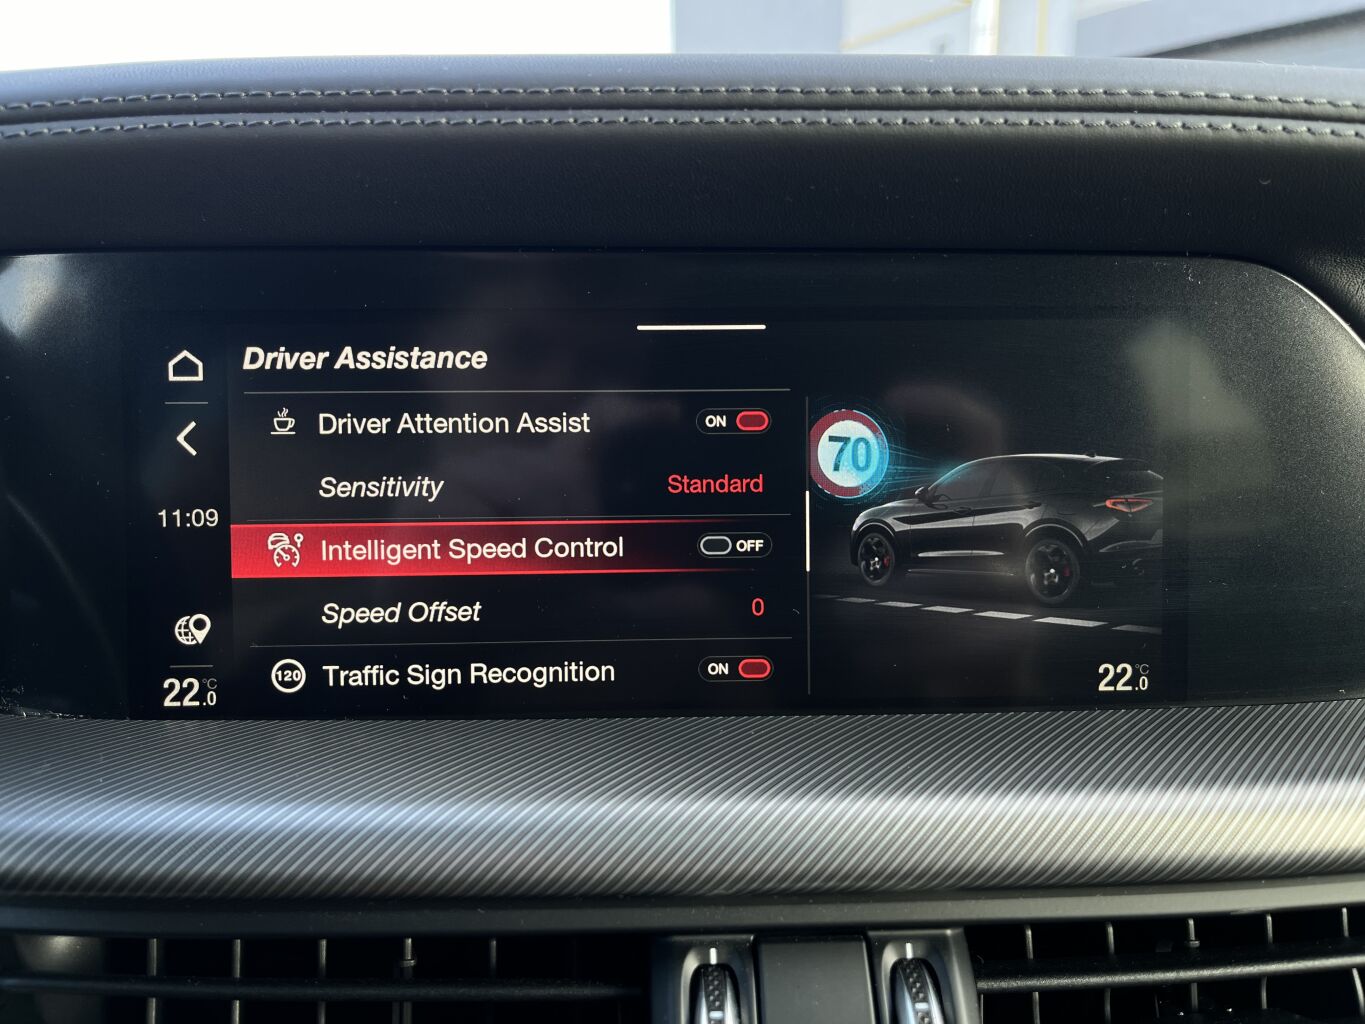 Driver Assistance
Driver Attention Assist ON
Sensitivity Standard
11:09
Intelligent Speed Control OFF
Speed Offset 0
120 Traffic Sign Recognition ON
22.0 °C
70
22.0 °C